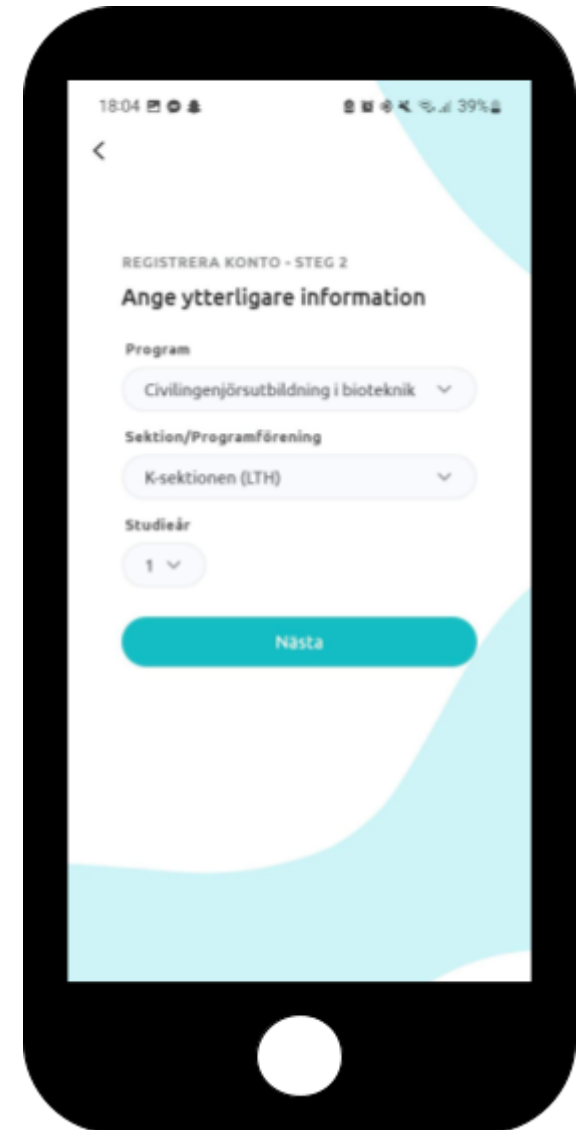 18:04
39%
REGISTRERA KONTO - STEG 2
Ange ytterligare information
Program
Civilingenjörsutbildning i bioteknik
Sektion/Programförening
K-sektionen (LTH)
Studieår
1
Nästa